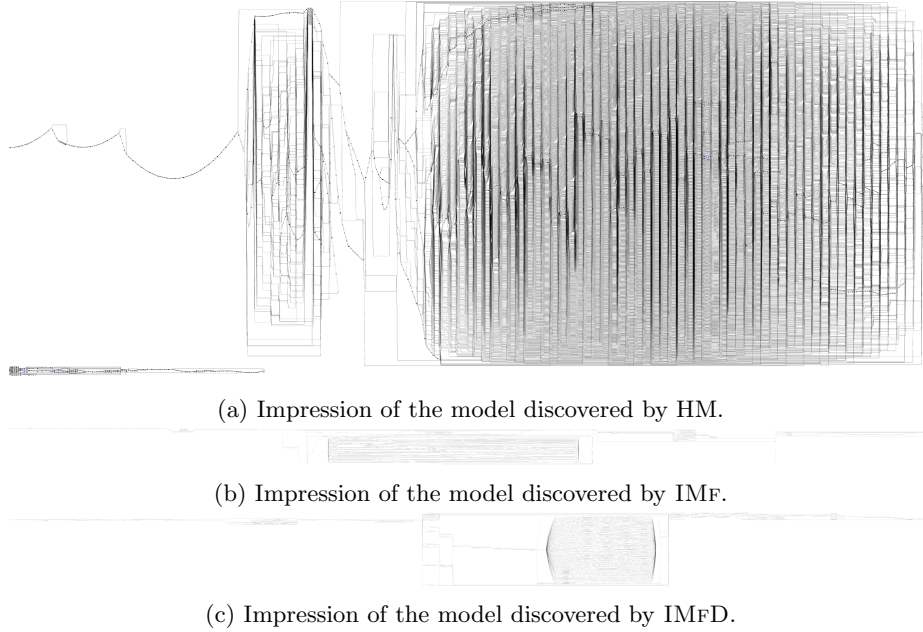 (a) Impression of the model discovered by HM.
(b) Impression of the model discovered by IMF.
(c) Impression of the model discovered by IMFD.